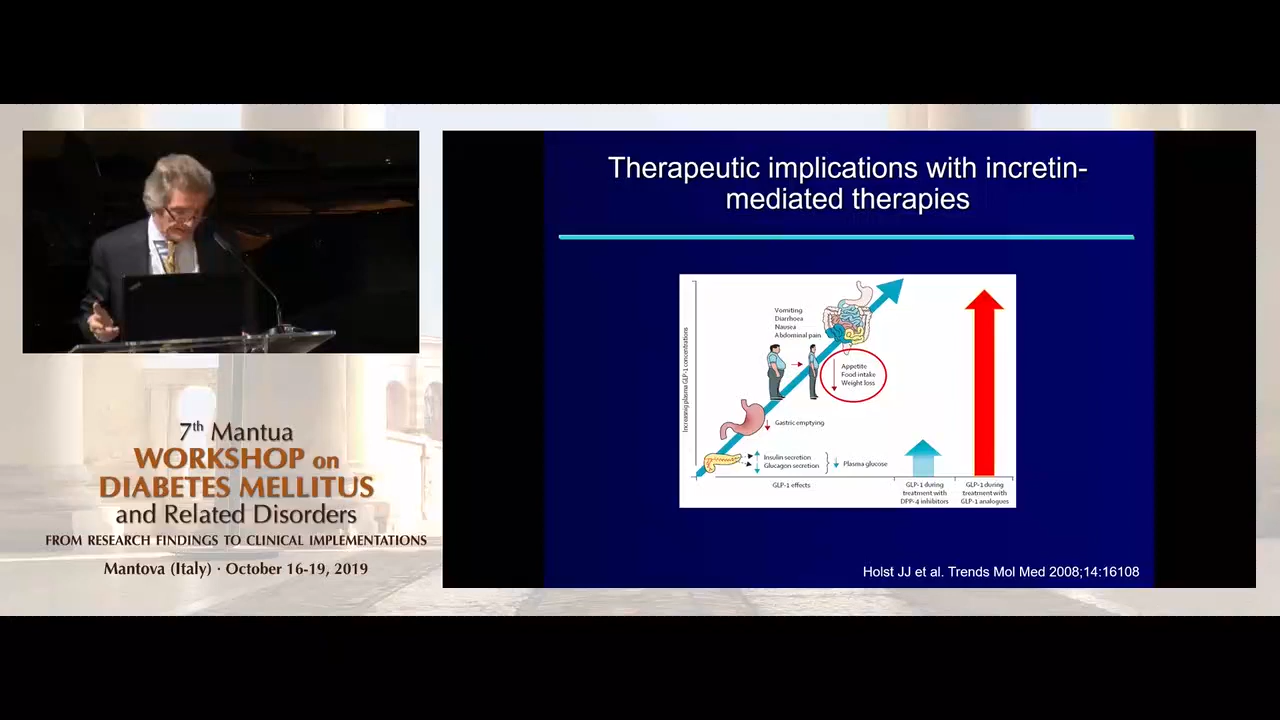 Therapeutic implications with incretin-
mediated therapies
Increasing plasma GLP-1 concentrations
Vomiting
Diarrhoea
Nausea
Abdominal pain
Appetite
Food intake
Weight loss
Gastric emptying
Insulin secretion
Glucagon secretion
Plasma glucose
GLP-1 effects
GLP-1 during
treatment with
DPP-4 inhibitors
GLP-1 during
treatment with
GLP-1 analogues
Holst JJ et al. Trends Mol Med 2008;14:16108
7th Mantua
WORKSHOP on
DIABETES MELLITUS
and Related Disorders
FROM RESEARCH FINDINGS TO CLINICAL IMPLEMENTATIONS
Mantova (Italy) · October 16-19, 2019